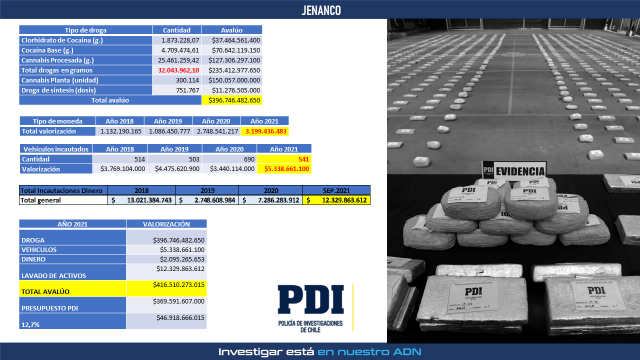 JENANCO
Tipo de droga Cantidad Avalúo
Clorhidrato de Cocaína (g.) 1.873.228,07 $37.464.561.400
Cocaína Base (g.) 4.709.474,61 $70.642.119.150
Cannabis Procesada (g.) 25.461.259,42 $127.306.297.100
Total drogas en gramos 32.043.962,10 $235.412.977.650
Cannabis Planta (unidad) 300.114 $150.057.000.000
Droga de síntesis (dosis) 751.767 $11.276.505.000
Total avalúo $396.746.482.650
Tipo de moneda Año 2018 Año 2019 Año 2020 Año 2021
Total valorización 1.132.190.165 1.086.450.777 2.748.541.217 3.199.436.483
Vehículos incautados Año 2018 Año 2019 Año 2020 Año 2021
Cantidad 514 503 690 541
Valorización $3.769.104.000 $4.475.620.900 $3.440.114.000 $5.338.661.100
Total Incautaciones Dinero 2018 2019 2020 SEP.2021
Total general $ 13.021.384.743 $ 2.748.608.984 $ 7.286.283.912 $ 12.329.863.612
AÑO 2021 VALORIZACIÓN
DROGA $396.746.482.650
VEHICULOS $5.338.661.100
DINERO $2.095.265.653
LAVADO DE ACTIVOS $12.329.863.612
TOTAL AVALÚO $416.510.273.015
PRESUPUESTO PDI $369.591.607.000
12,7% $46.918.666.015
PDI
POLICÍA DE INVESTIGACIONES
DE CHILE
PDI EVIDENCIA
PDI
PDI
PDI
PDI
Investigar está en nuestro ADN